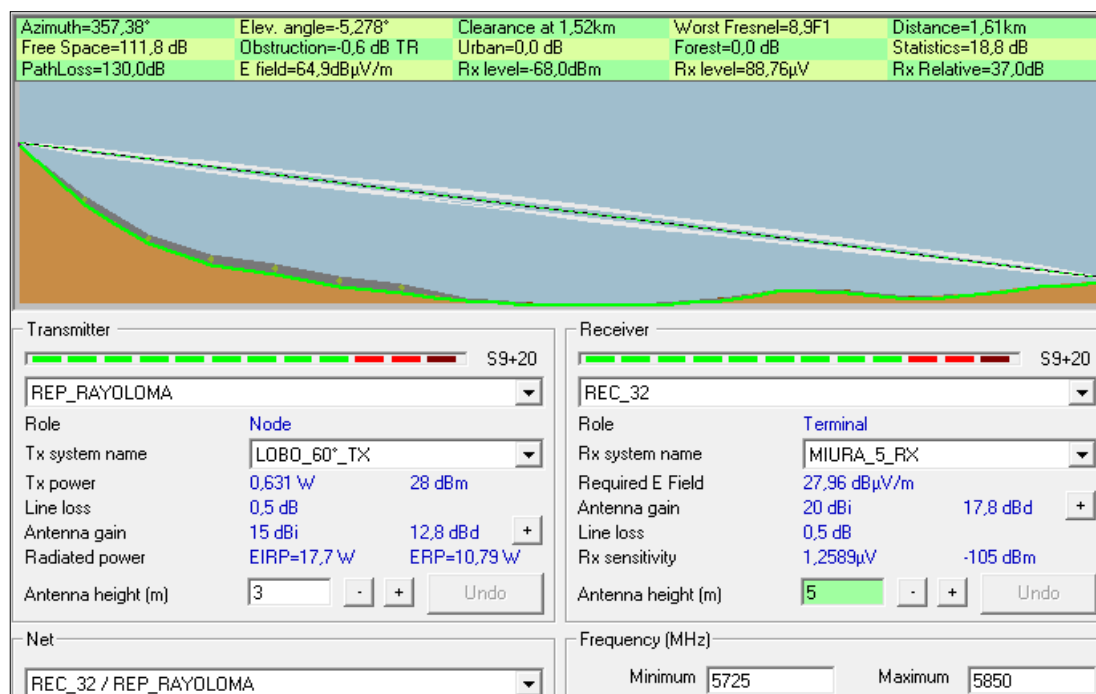 Azimuth=357,38° Elev. angle=-5,278° Clearance at 1,52km Worst Fresnel=8,9F1 Distance=1,61km
Free Space=111,8 dB Obstruction=-0,6 dB TR Urban=0,0 dB Forest=0,0 dB Statistics=18,8 dB
PathLoss=130,0dB E field=64,9dBµV/m Rx level=-68,0dBm Rx level=88,76µV Rx Relative=37,0dB
Transmitter
S9+20
REP_RAYOLOMA
Role Node
Tx system name LOBO_60°_TX
Tx power 0,631 W 28 dBm
Line loss 0,5 dB
Antenna gain 15 dBi 12,8 dBd +
Radiated power EIRP=17,7 W ERP=10,79 W
Antenna height (m) 3 - + Undo
Receiver
S9+20
REC_32
Role Terminal
Rx system name MIURA_5_RX
Required E Field 27,96 dBµV/m
Antenna gain 20 dBi 17,8 dBd +
Line loss 0,5 dB
Rx sensitivity 1,2589µV -105 dBm
Antenna height (m) 5 - + Undo
Net
REC_32 / REP_RAYOLOMA
Frequency (MHz)
Minimum 5725 Maximum 5850